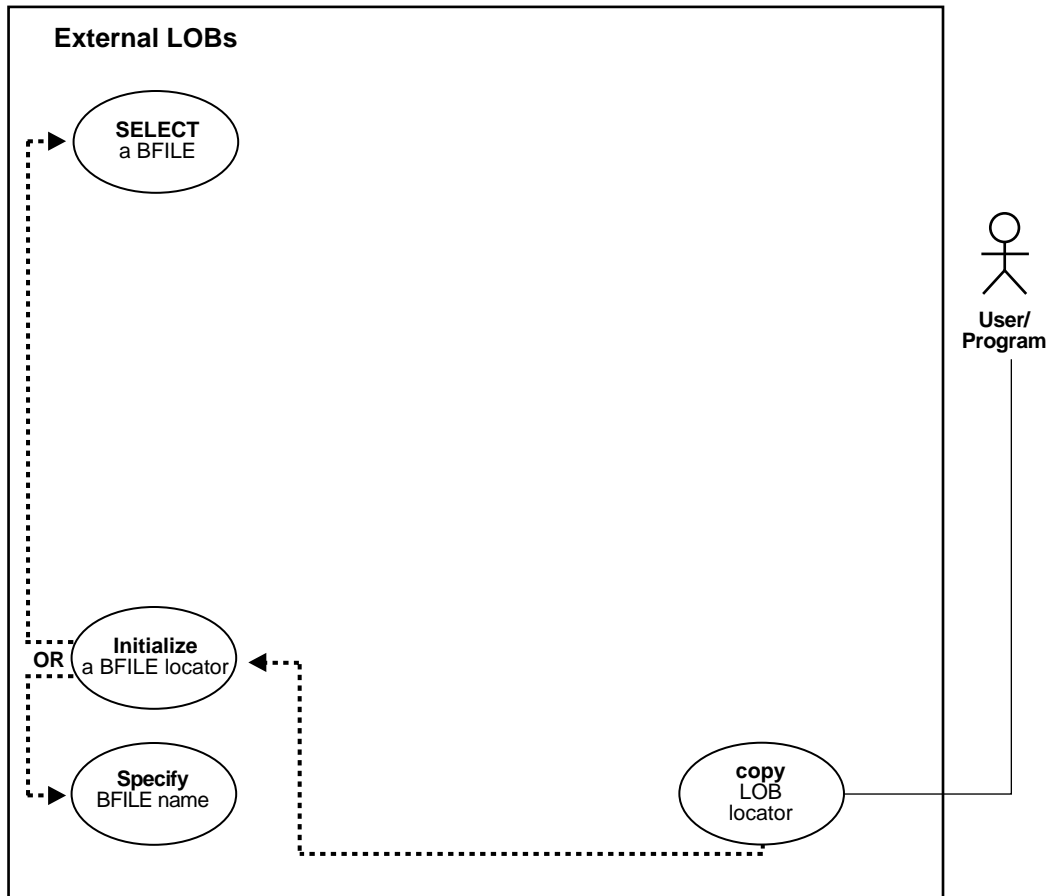 External LOBs
SELECT
a BFILE
User/
Program
Initialize
OR
a BFILE locator
Specify
BFILE name
copy
LOB
locator